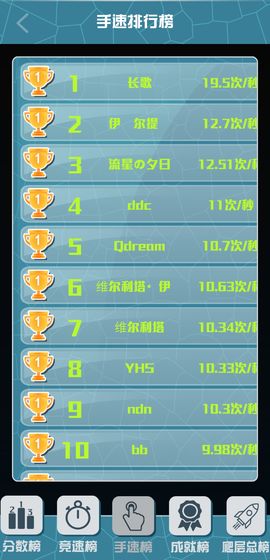 手速排行榜
1 长歌 19.5次/秒
2 伊 尔提 12.7次/秒
3 流星の夕日 12.51次/秒
4 ddc 11次/秒
5 Qdream 10.7次/秒
6 维尔利塔·伊 10.63次/秒
7 维尔利塔 10.34次/秒
8 YHS 10.33次/秒
9 ndn 10.3次/秒
10 bb 9.98次/秒
分数榜 竞速榜 手速榜 成就榜 爬层总榜